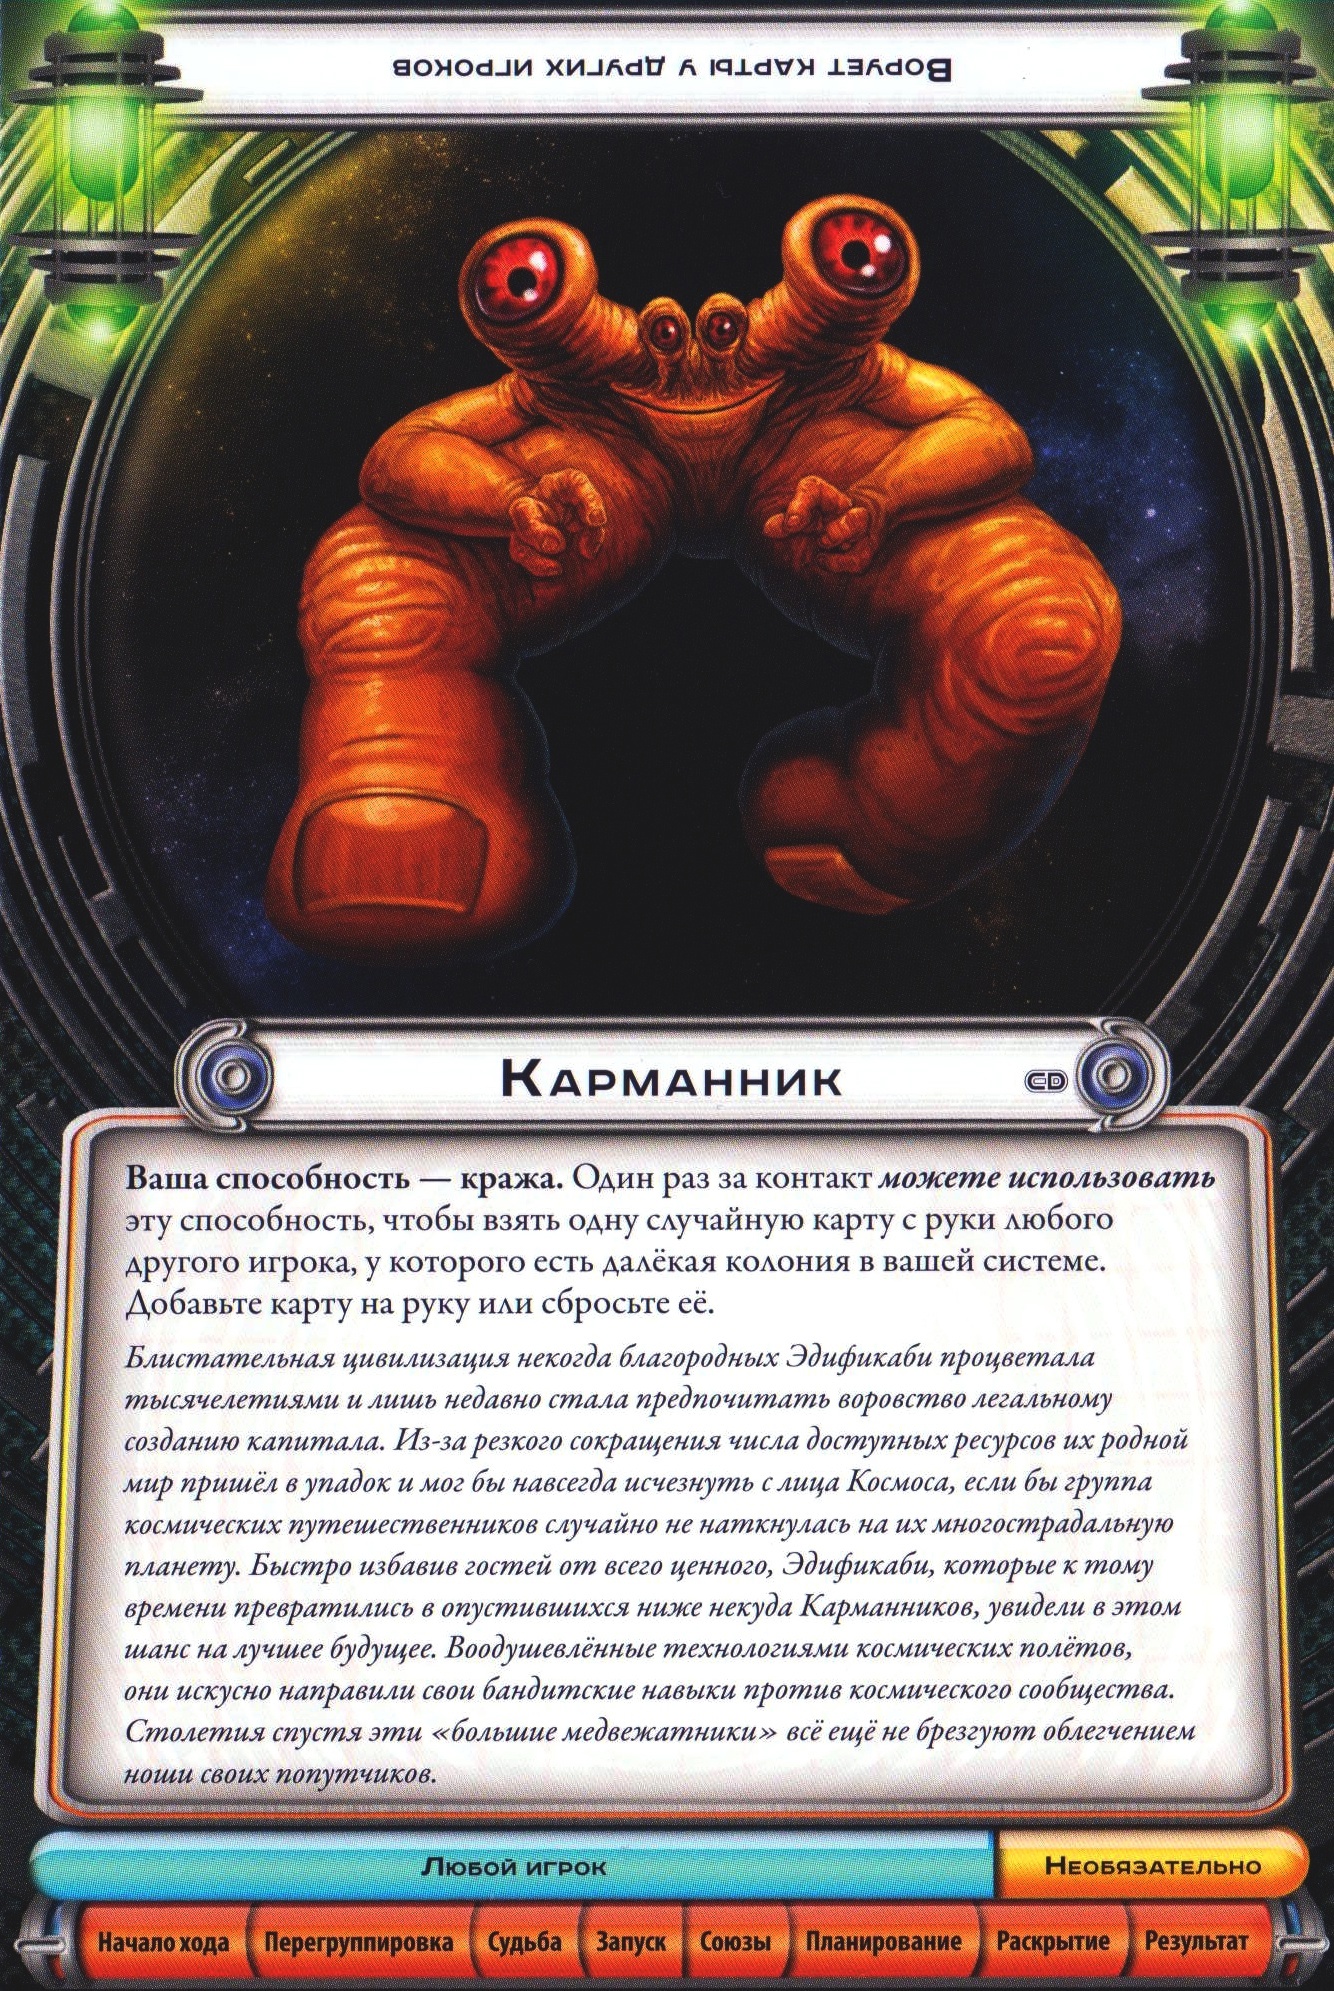 Ворует карты у других игроков
Карманник
CD
Ваша способность — кража. Один раз за контакт можете использовать
эту способность, чтобы взять одну случайную карту с руки любого
другого игрока, у которого есть далёкая колония в вашей системе.
Добавьте карту на руку или сбросьте её.
Блистательная цивилизация некогда благородных Эдификаби процветала
тысячелетиями и лишь недавно стала предпочитать воровство легальному
созданию капитала. Из-за резкого сокращения числа доступных ресурсов их родной
мир пришёл в упадок и мог бы навсегда исчезнуть с лица Космоса, если бы группа
космических путешественников случайно не наткнулась на их многострадальную
планету. Быстро избавив гостей от всего ценного, Эдификаби, которые к тому
времени превратились в опустившихся ниже некуда Карманников, увидели в этом
шанс на лучшее будущее. Воодушевлённые технологиями космических полётов,
они искусно направили свои бандитские навыки против космического сообщества.
Столетия спустя эти «большие медвежатники» всё ещё не брезгуют облегчением
ноши своих попутчиков.
Любой игрок Необязательно
Начало хода Перегруппировка Судьба Запуск Союзы Планирование Раскрытие Результат